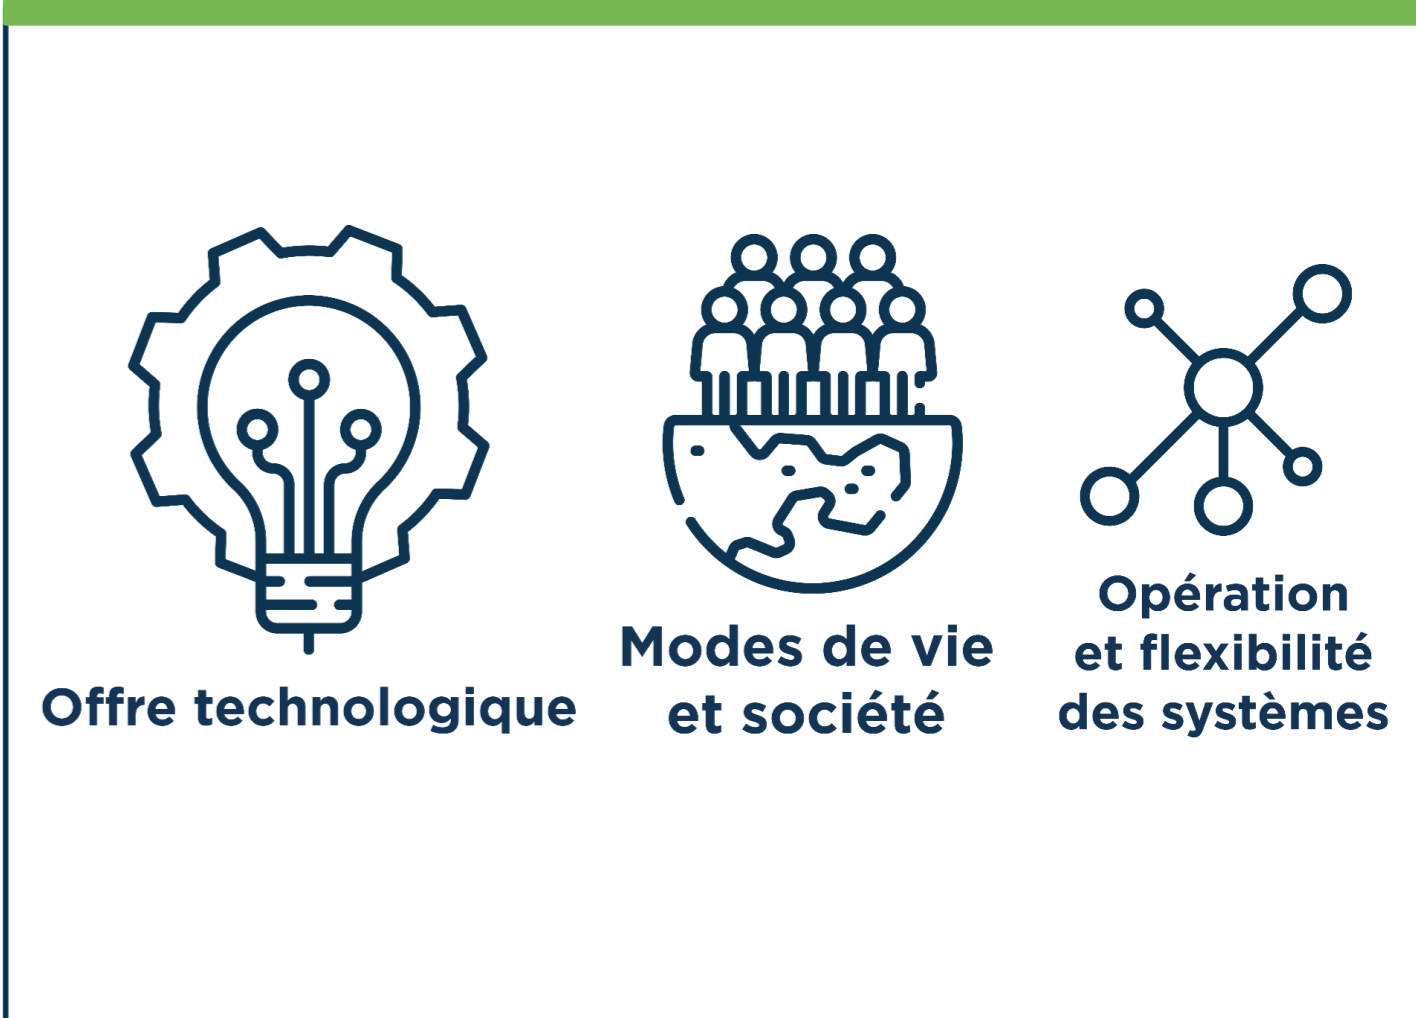 Offre technologique
Modes de vie
et société
Opération
et flexibilité
des systèmes